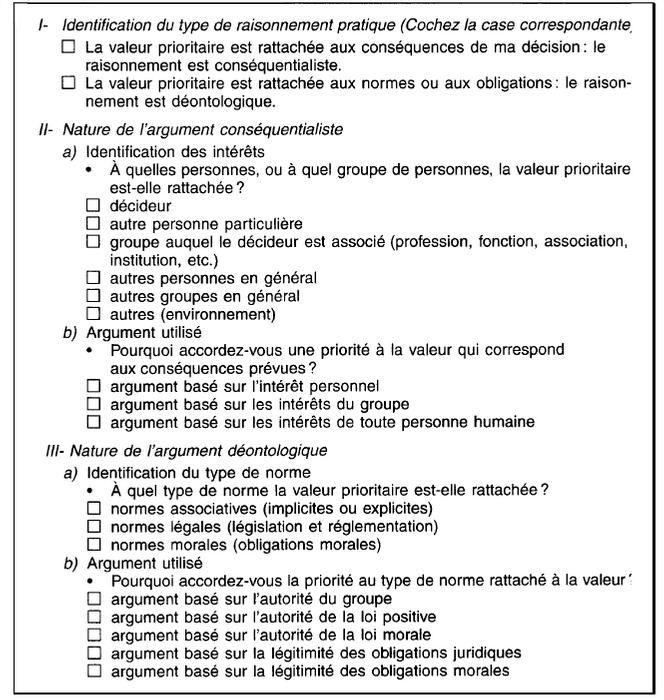 I- Identification du type de raisonnement pratique (Cochez la case correspondante
☐ La valeur prioritaire est rattachée aux conséquences de ma décision : le
raisonnement est conséquentialiste.
☐ La valeur prioritaire est rattachée aux normes ou aux obligations : le raison-
nement est déontologique.
II- Nature de l'argument conséquentialiste
a) Identification des intérêts
• À quelles personnes, ou à quel groupe de personnes, la valeur prioritaire
est-elle rattachée ?
☐ décideur
☐ autre personne particulière
☐ groupe auquel le décideur est associé (profession, fonction, association,
institution, etc.)
☐ autres personnes en général
☐ autres groupes en général
☐ autres (environnement)
b) Argument utilisé
• Pourquoi accordez-vous une priorité à la valeur qui correspond
aux conséquences prévues ?
☐ argument basé sur l'intérêt personnel
☐ argument basé sur les intérêts du groupe
☐ argument basé sur les intérêts de toute personne humaine
III- Nature de l'argument déontologique
a) Identification du type de norme
• À quel type de norme la valeur prioritaire est-elle rattachée ?
☐ normes associatives (implicites ou explicites)
☐ normes légales (législation et réglementation)
☐ normes morales (obligations morales)
b) Argument utilisé
• Pourquoi accordez-vous la priorité au type de norme rattaché à la valeur
☐ argument basé sur l'autorité du groupe
☐ argument basé sur l'autorité de la loi positive
☐ argument basé sur l'autorité de la loi morale
☐ argument basé sur la légitimité des obligations juridiques
☐ argument basé sur la légitimité des obligations morales